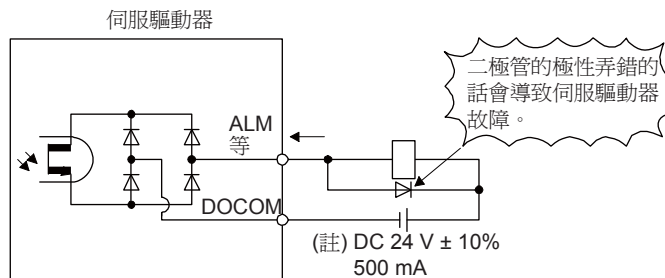 伺服驅動器
二極管的極性弄錯的
話會導致伺服驅動器
故障。
ALM
等
DOCOM
(註) DC 24 V ± 10%
500 mA